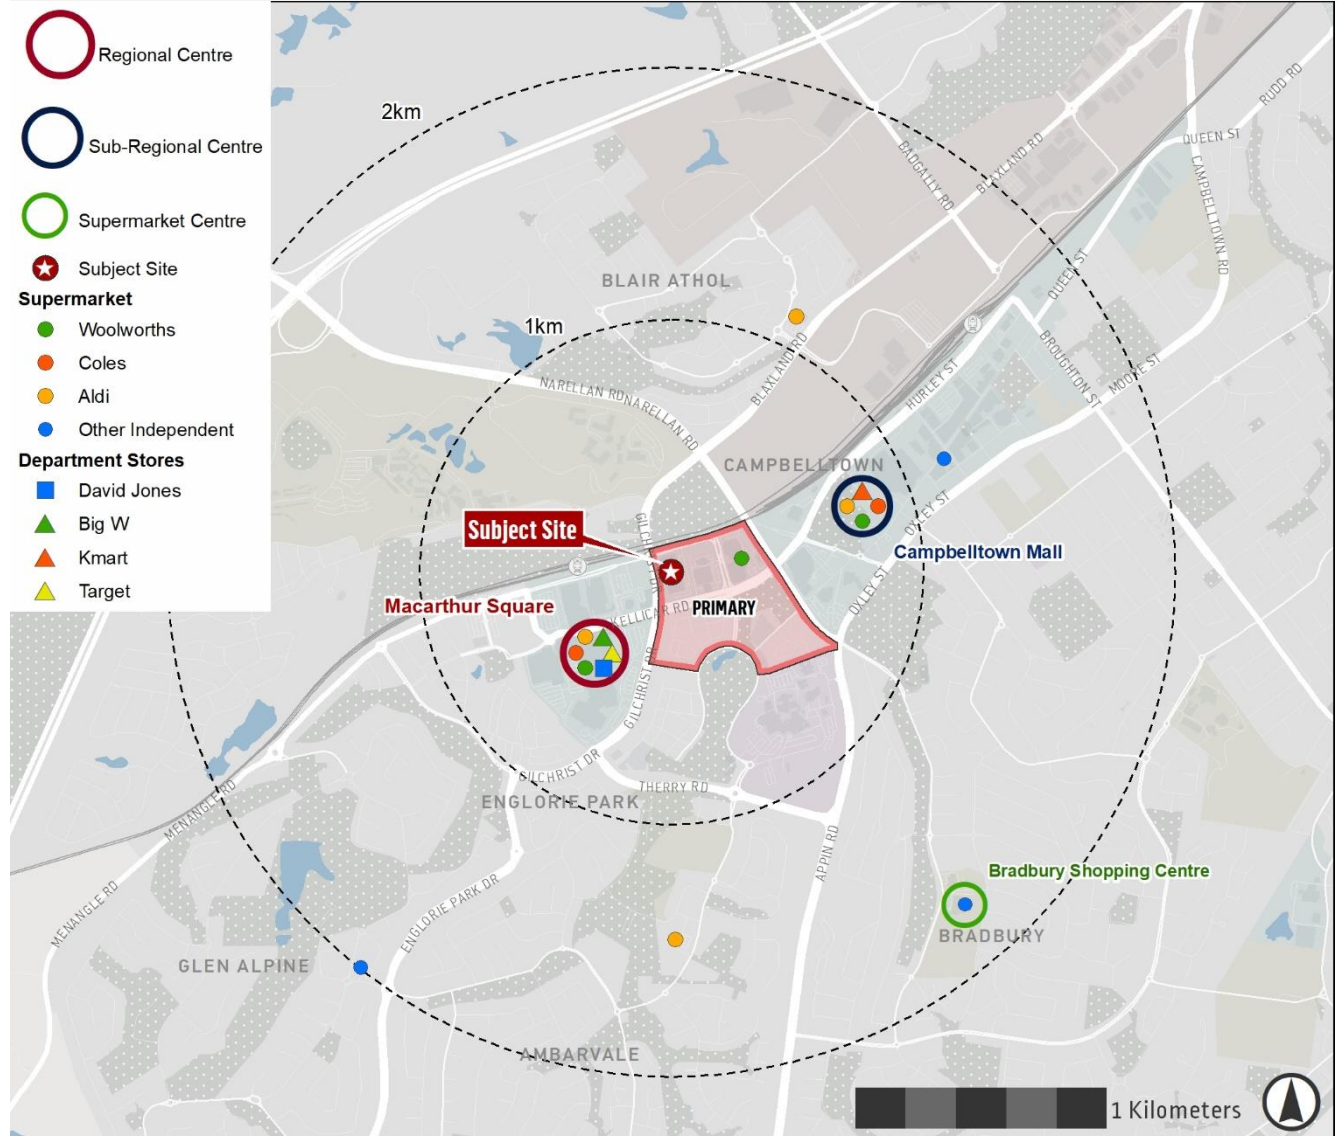 Regional Centre
Sub-Regional Centre
Supermarket Centre
Subject Site
Supermarket
Woolworths
Coles
Aldi
Other Independent
Department Stores
David Jones
Big W
Kmart
Target
2km
1km
RUDD RD
QUEEN ST
BLAXLAND RD
BADGALLY RD
CAMPBELLTOWN RD
BLAIR ATHOL
QUEEN ST
NARELLAN RD
NARELLAN RD
BLAXLAND RD
HURLEY ST
BROUGHTON ST
MOORE ST
CAMPBELLTOWN
OXLEY ST
Subject Site
GILCHRIST DR
Campbelltown Mall
OXLEY ST
Macarthur Square
KELLICAR RD
PRIMARY
GILCHRIST DR
GILCHRIST DR
THERRY RD
ENGLORIE PARK
MENANGLE RD
APPIN RD
Bradbury Shopping Centre
MENANGLE RD
ENGLORIE PARK DR
BRADBURY
GLEN ALPINE
AMBARVALE
1 Kilometers